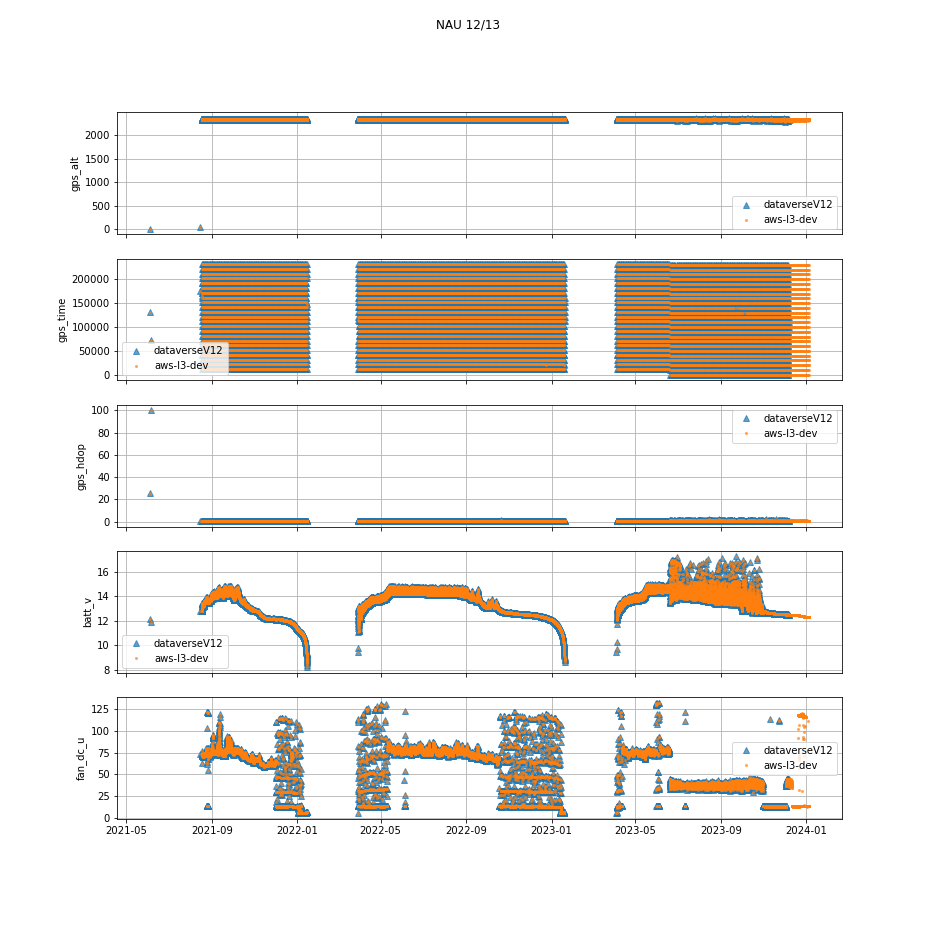 NAU 12/13
2000
1500
1000
500
0
gps_alt
dataverseV12
aws-l3-dev
200000
150000
100000
50000
0
gps_time
dataverseV12
aws-l3-dev
100
80
60
40
20
0
gps_hdop
dataverseV12
aws-l3-dev
16
14
12
10
8
batt_v
dataverseV12
aws-l3-dev
125
100
75
50
25
0
fan_dc_u
dataverseV12
aws-l3-dev
2021-05 2021-09 2022-01 2022-05 2022-09 2023-01 2023-05 2023-09 2024-01